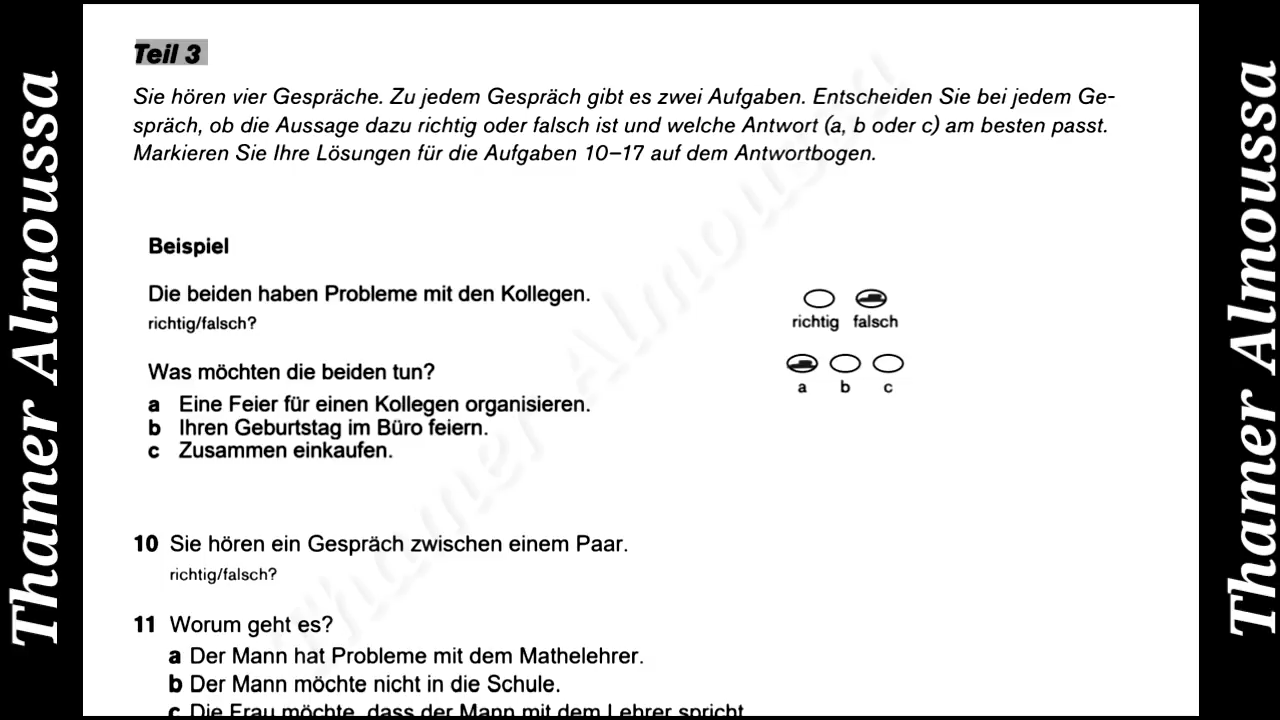 Thamer Almoussa
Teil 3
Sie hören vier Gespräche. Zu jedem Gespräch gibt es zwei Aufgaben. Entscheiden Sie bei jedem Ge-
spräch, ob die Aussage dazu richtig oder falsch ist und welche Antwort (a, b oder c) am besten passt.
Markieren Sie Ihre Lösungen für die Aufgaben 10–17 auf dem Antwortbogen.
Beispiel
Die beiden haben Probleme mit den Kollegen.
richtig/falsch?
richtig falsch
Was möchten die beiden tun?
a Eine Feier für einen Kollegen organisieren.
b Ihren Geburtstag im Büro feiern.
c Zusammen einkaufen.
a b c
10 Sie hören ein Gespräch zwischen einem Paar.
richtig/falsch?
11 Worum geht es?
a Der Mann hat Probleme mit dem Mathelehrer.
b Der Mann möchte nicht in die Schule.
c Die Frau möchte, dass der Mann mit dem Lehrer spricht
Thamer Almoussa
Thamer Almoussa